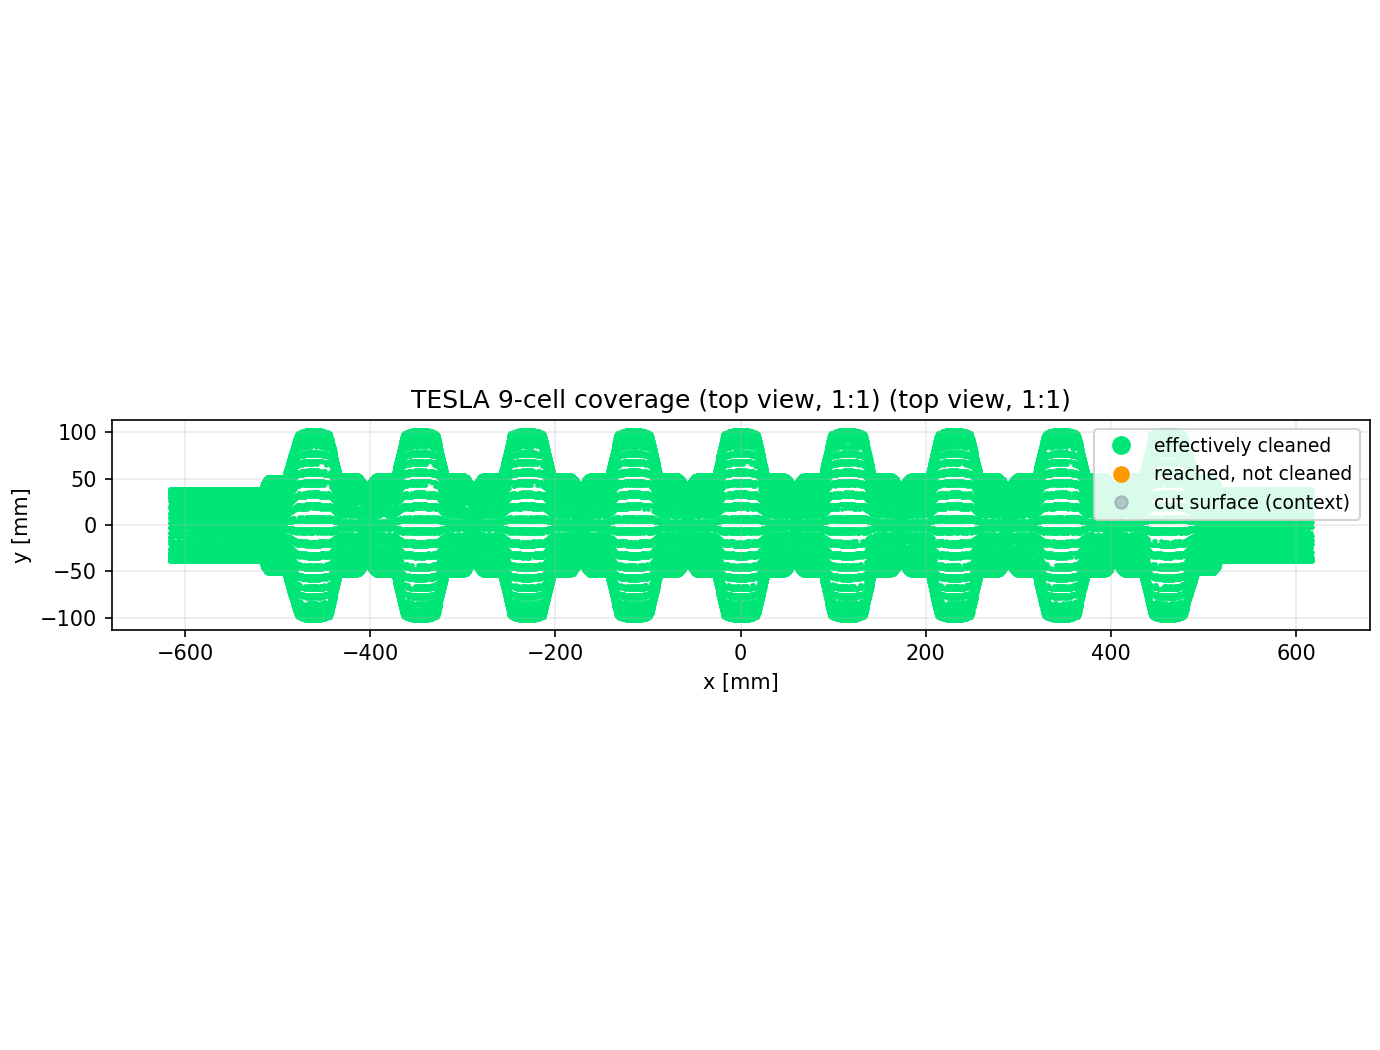 TESLA 9-cell coverage (top view, 1:1) (top view, 1:1)
effectively cleaned
reached, not cleaned
cut surface (context)
y [mm]
100
50
0
−50
−100
−600
−400
−200
0
200
400
600
x [mm]